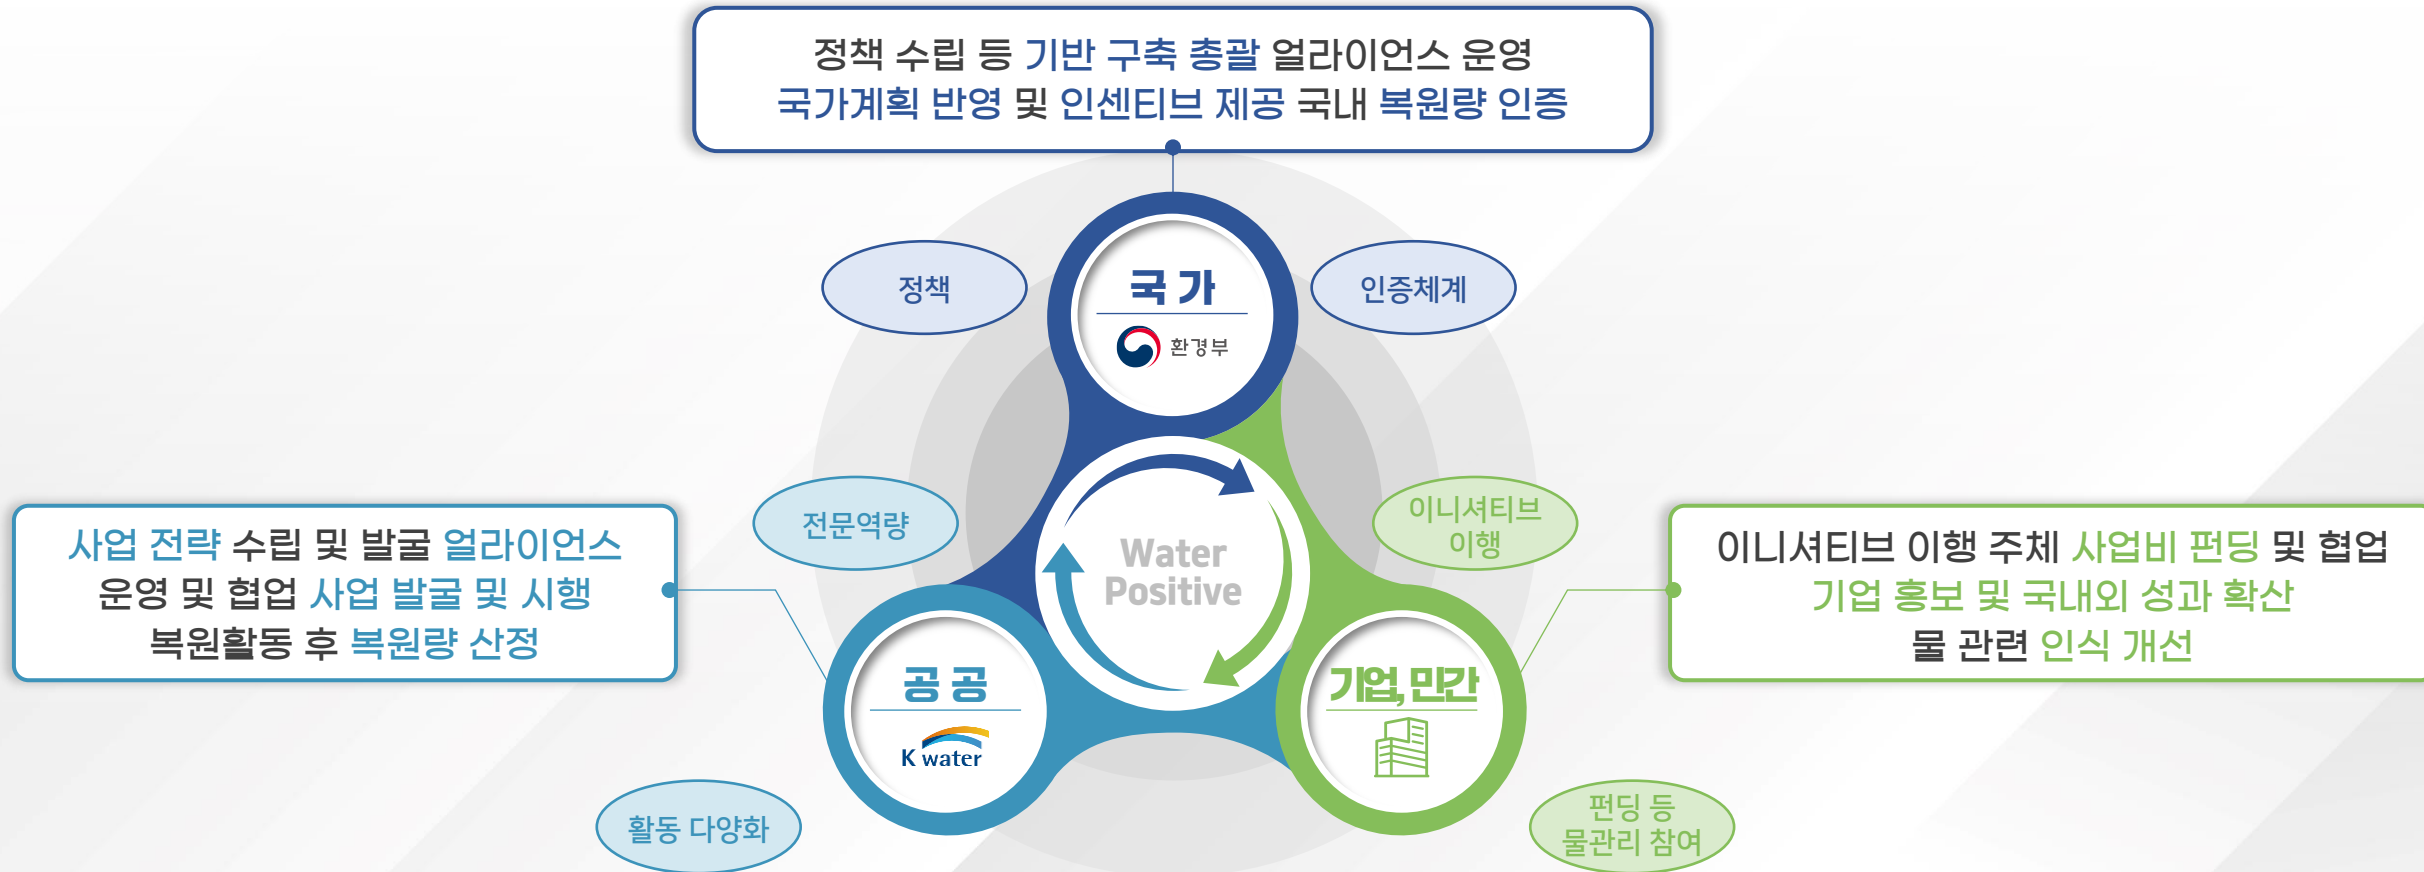 정책 수립 등 기반 구축 총괄 얼라이언스 운영
국가계획 반영 및 인센티브 제공 국내 복원량 인증
정책
국 가
환경부
인증체계
사업 전략 수립 및 발굴 얼라이언스
운영 및 협업 사업 발굴 및 시행
복원활동 후 복원량 산정
전문역량
Water
Positive
이니셔티브
이행
이니셔티브 이행 주체 사업비 펀딩 및 협업
기업 홍보 및 국내외 성과 확산
물 관련 인식 개선
공 공
K water
기업, 민간
활동 다양화
펀딩 등
물관리 참여